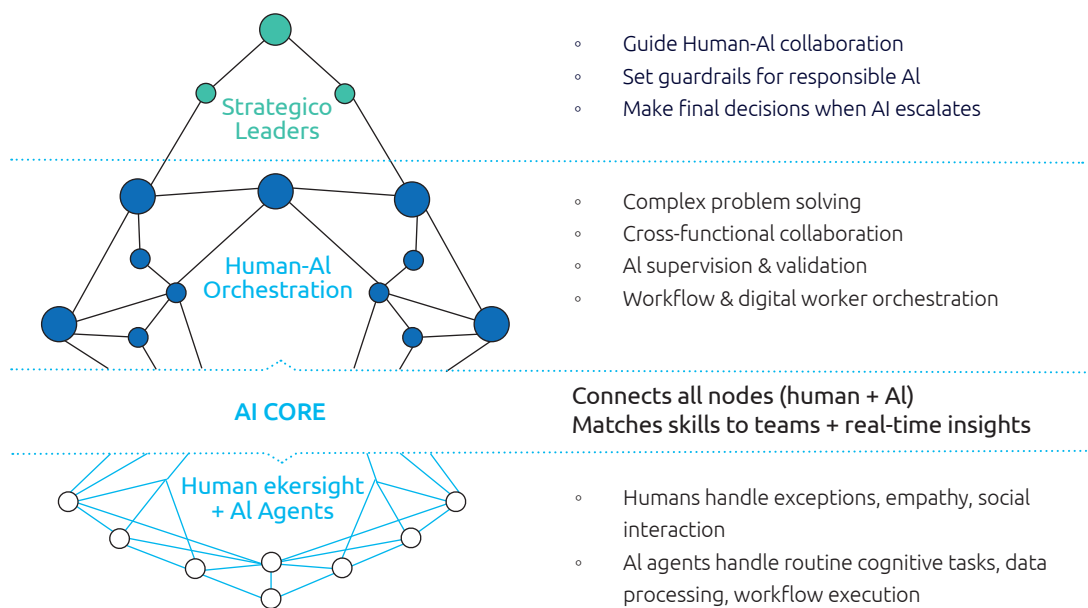 Strategico
Leaders
◦ Guide Human-AI collaboration
◦ Set guardrails for responsible AI
◦ Make final decisions when AI escalates
Human-AI
Orchestration
◦ Complex problem solving
◦ Cross-functional collaboration
◦ AI supervision & validation
◦ Workflow & digital worker orchestration
AI CORE
Connects all nodes (human + AI)
Matches skills to teams + real-time insights
Human ekersight
+ AI Agents
◦ Humans handle exceptions, empathy, social
interaction
◦ AI agents handle routine cognitive tasks, data
processing, workflow execution